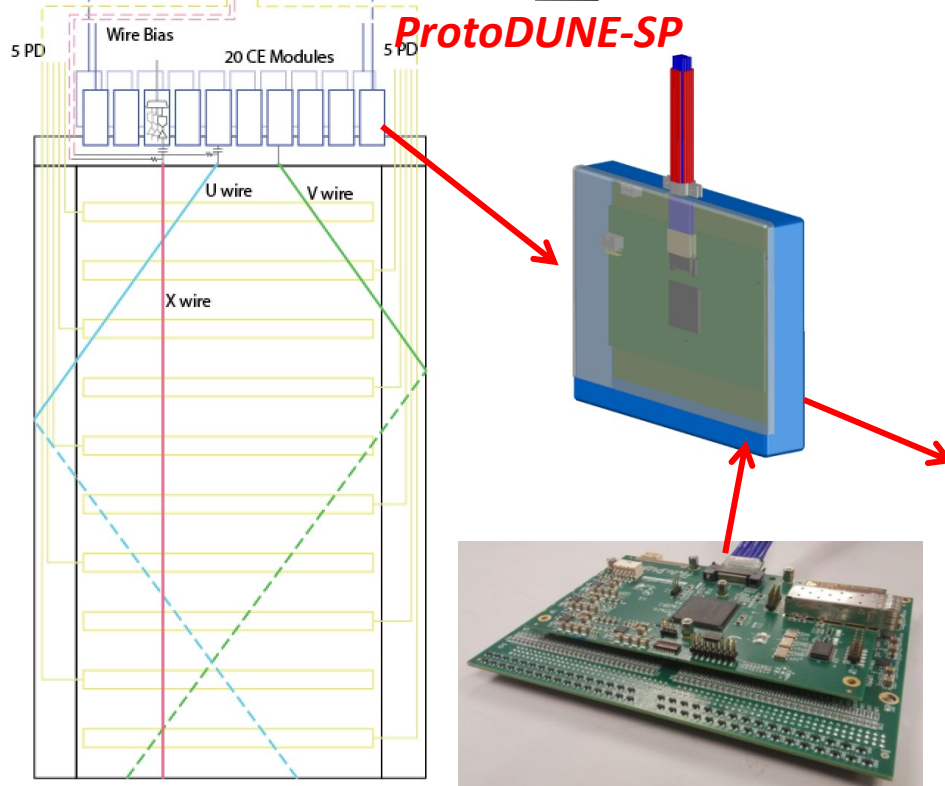 ProtoDUNE-SP
Wire Bias
5 PD
20 CE Modules
5 PD
U wire
V wire
X wire